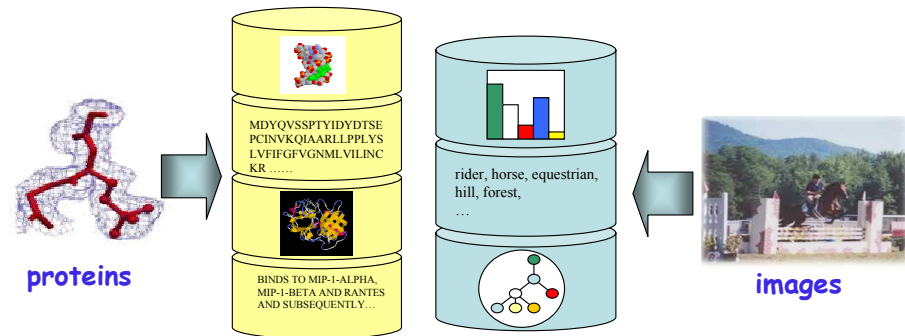 MDYQVSSPTYIDYDTSE
PCINVKQIAARLLPPLYS
LVFIFGFVGNMLVILINC
KR ……
BINDS TO MIP-1-ALPHA,
MIP-1-BETA AND RANTES
AND SUBSEQUENTLY…
rider, horse, equestrian,
hill, forest,
…
proteins
images